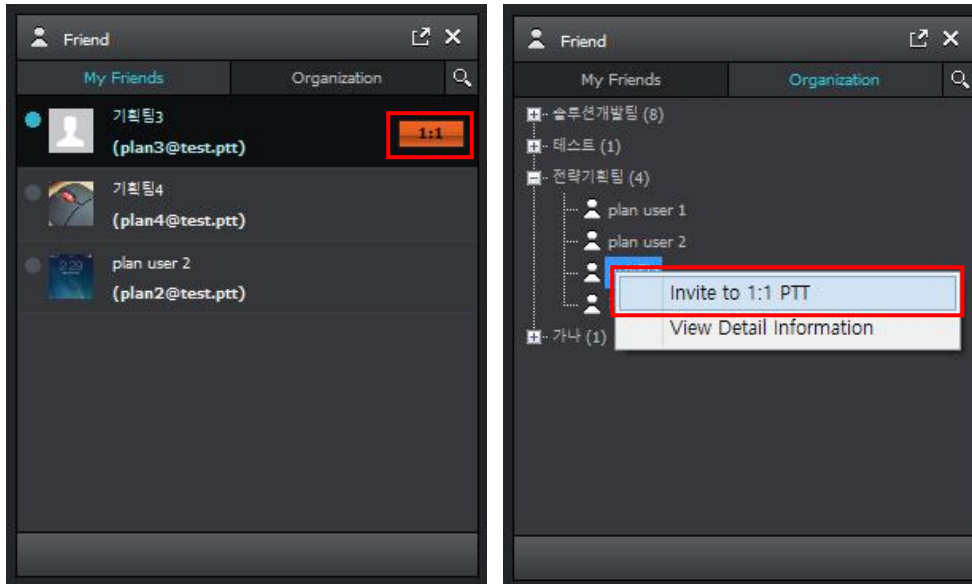 Friend
My Friends
Organization
기획팀3
(plan3@test.ptt)
1:1
기획팀4
(plan4@test.ptt)
plan user 2
(plan2@test.ptt)
Friend
My Friends
Organization
솔루션개발팀 (8)
테스트 (1)
전략기획팀 (4)
plan user 1
plan user 2
Invite to 1:1 PTT
View Detail Information
가나 (1)